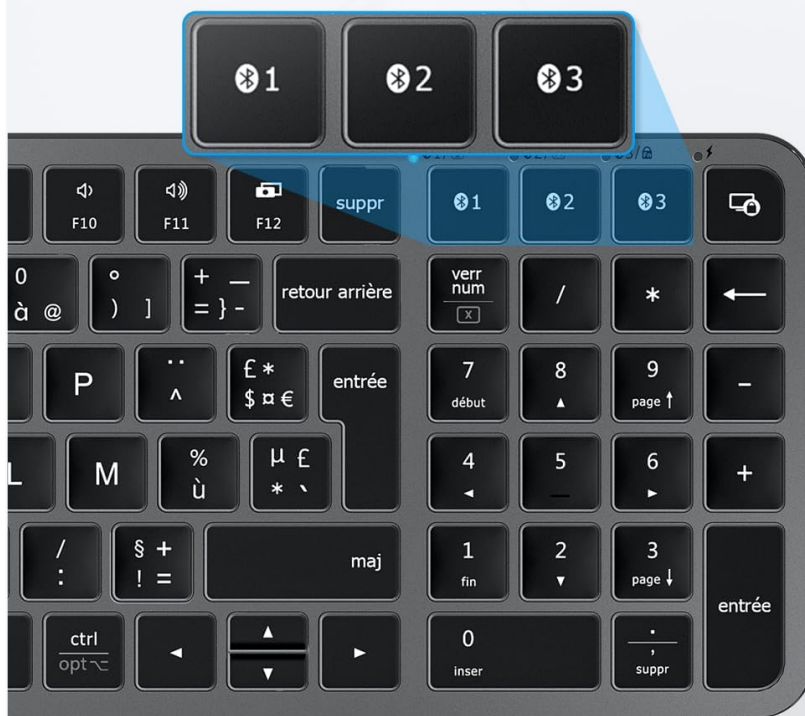 1 2 3
F10 F11 F12 suppr 1 2 3
0 à @ ° ) ] + _ = } - retour arrière verr num X / * ←
P ¨ ^ £ * $ ¤ € entrée 7 début 8 ▲ 9 page ↑ -
L M % ù µ £ * ` 4 ◄ 5 _ 6 ► +
/ : § + ! = maj 1 fin 2 ▼ 3 page ↓ entrée
ctrl opt ⌥ ◄ ▲ ▼ ► 0 inser . , suppr